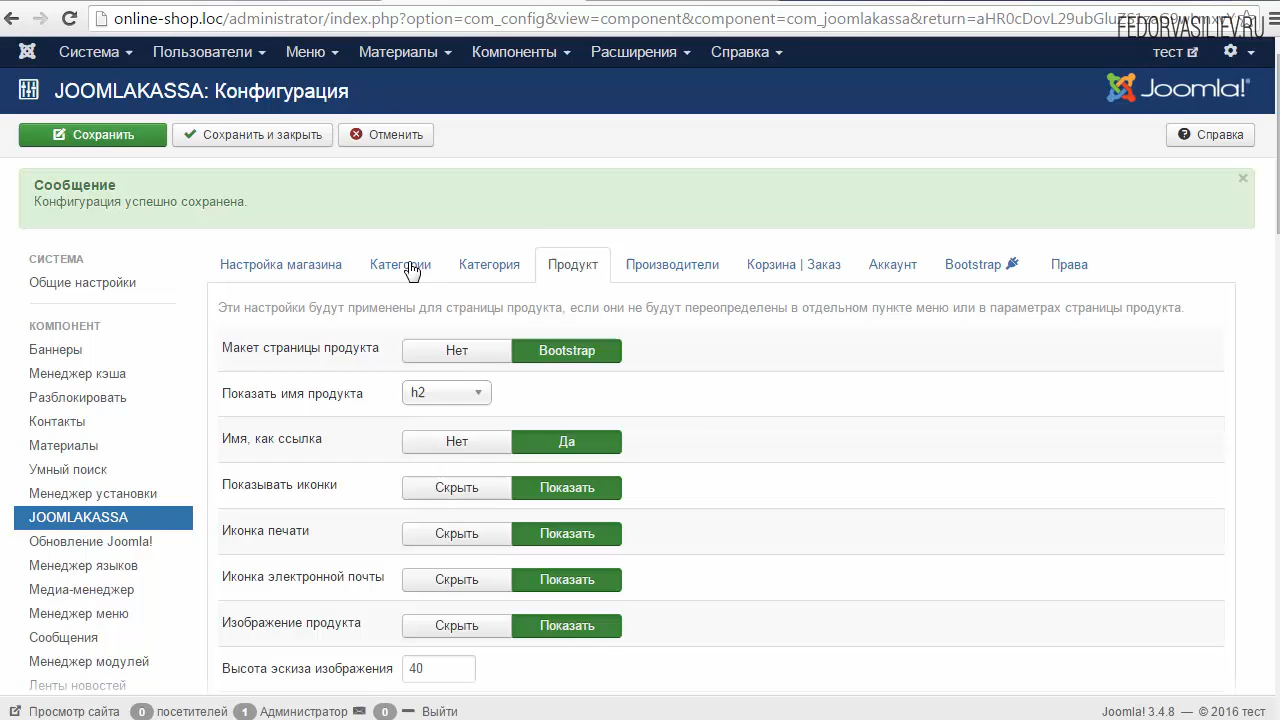 online-shop.loc/administrator/index.php?option=com_config&view=component&component=com_joomlakassa&return=aHR0cDovL29ubGlu
FEDORVASILIEV.RU
Система Пользователи Меню Материалы Компоненты Расширения Справка тест
JOOMLAKASSA: Конфигурация Joomla!
Сохранить Сохранить и закрыть Отменить Справка
Сообщение ×
Конфигурация успешно сохранена.
СИСТЕМА
Общие настройки
КОМПОНЕНТ
Баннеры
Менеджер кэша
Разблокировать
Контакты
Материалы
Умный поиск
Менеджер установки
JOOMLAKASSA
Обновление Joomla!
Менеджер языков
Медиа-менеджер
Менеджер меню
Сообщения
Менеджер модулей
Ленты новостей
Настройка магазина Категории Категория Продукт Производители Корзина | Заказ Аккаунт Bootstrap Права
Эти настройки будут применены для страницы продукта, если они не будут переопределены в отдельном пункте меню или в параметрах страницы продукта.
Макет страницы продукта Нет Bootstrap
Показать имя продукта h2
Имя, как ссылка Нет Да
Показывать иконки Скрыть Показать
Иконка печати Скрыть Показать
Иконка электронной почты Скрыть Показать
Изображение продукта Скрыть Показать
Высота эскиза изображения 40
Просмотр сайта 0 посетителей 1 Администратор 0 Выйти Joomla! 3.4.8 — © 2016 тест